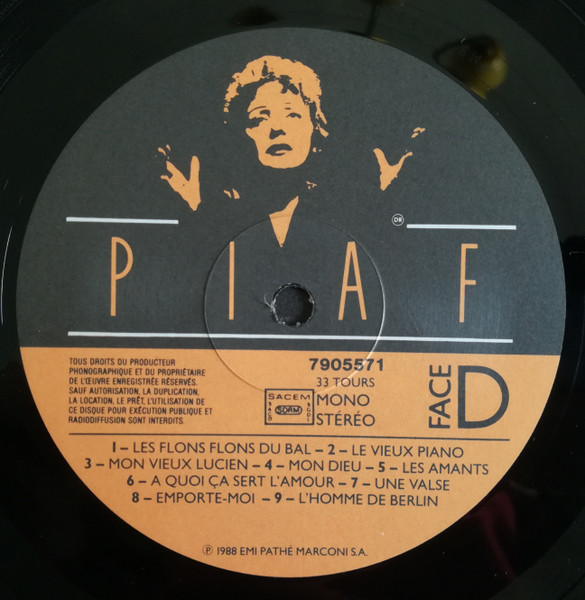 DR
P I A F
TOUS DROITS DU PRODUCTEUR
PHONOGRAPHIQUE ET DU PROPRIÉTAIRE
DE L'ŒUVRE ENREGISTRÉE RÉSERVÉS.
SAUF AUTORISATION, LA DUPLICATION,
LA LOCATION, LE PRÊT, L'UTILISATION DE
CE DISQUE POUR EXÉCUTION PUBLIQUE ET
RADIODIFFUSION SONT INTERDITS.
7905571
33 TOURS
SACEM
SDRM
MONO
STÉRÉO
FACE D
1 – LES FLONS FLONS DU BAL – 2 – LE VIEUX PIANO
3 – MON VIEUX LUCIEN – 4 – MON DIEU – 5 – LES AMANTS
6 – A QUOI ÇA SERT L'AMOUR – 7 – UNE VALSE
8 – EMPORTE-MOI – 9 – L'HOMME DE BERLIN
℗ 1988 EMI PATHÉ MARCONI S.A.